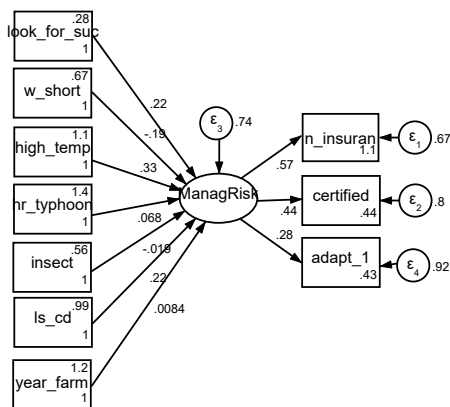 .28
look_for_suc
1
.67
w_short
1
1.1
high_temp
1
1.4
nr_typhoon
1
.56
insect
1
.99
ls_cd
1
1.2
year_farm
1
.22
-.19
.33
.068
-.019
.22
.0084
ε3
.74
ManagRisk
.57
.44
.28
n_insuran
1.1
ε1
.67
certified
.44
ε2
.8
adapt_1
.43
ε4
.92